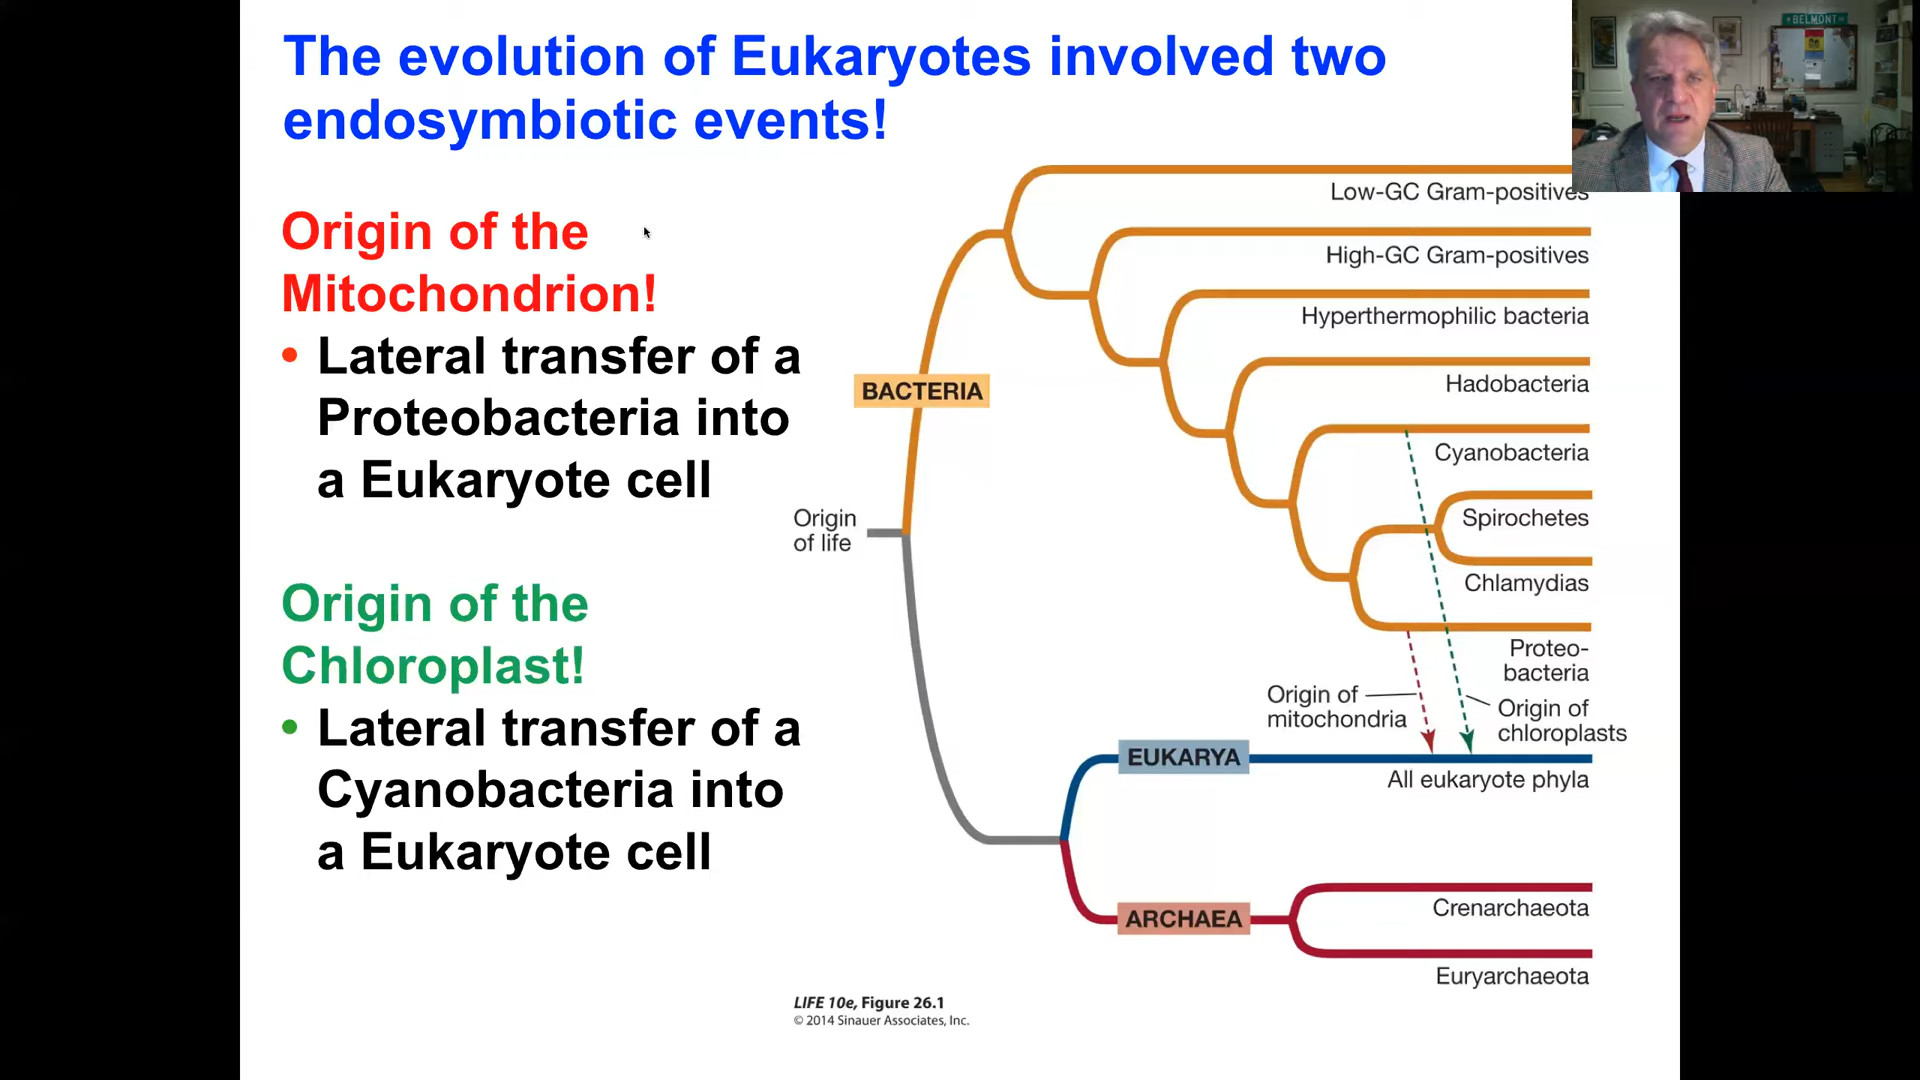 The evolution of Eukaryotes involved two
endosymbiotic events!
Origin of the
Mitochondrion!
• Lateral transfer of a
Proteobacteria into
a Eukaryote cell
Origin of the
Chloroplast!
• Lateral transfer of a
Cyanobacteria into
a Eukaryote cell
BELMONT
Low-GC Gram-positives
High-GC Gram-positives
Hyperthermophilic bacteria
Hadobacteria
BACTERIA
Cyanobacteria
Spirochetes
Origin
of life
Chlamydias
Proteo-
bacteria
Origin of
mitochondria
Origin of
chloroplasts
EUKARYA
All eukaryote phyla
ARCHAEA
Crenarchaeota
Euryarchaeota
LIFE 10e, Figure 26.1
© 2014 Sinauer Associates, Inc.